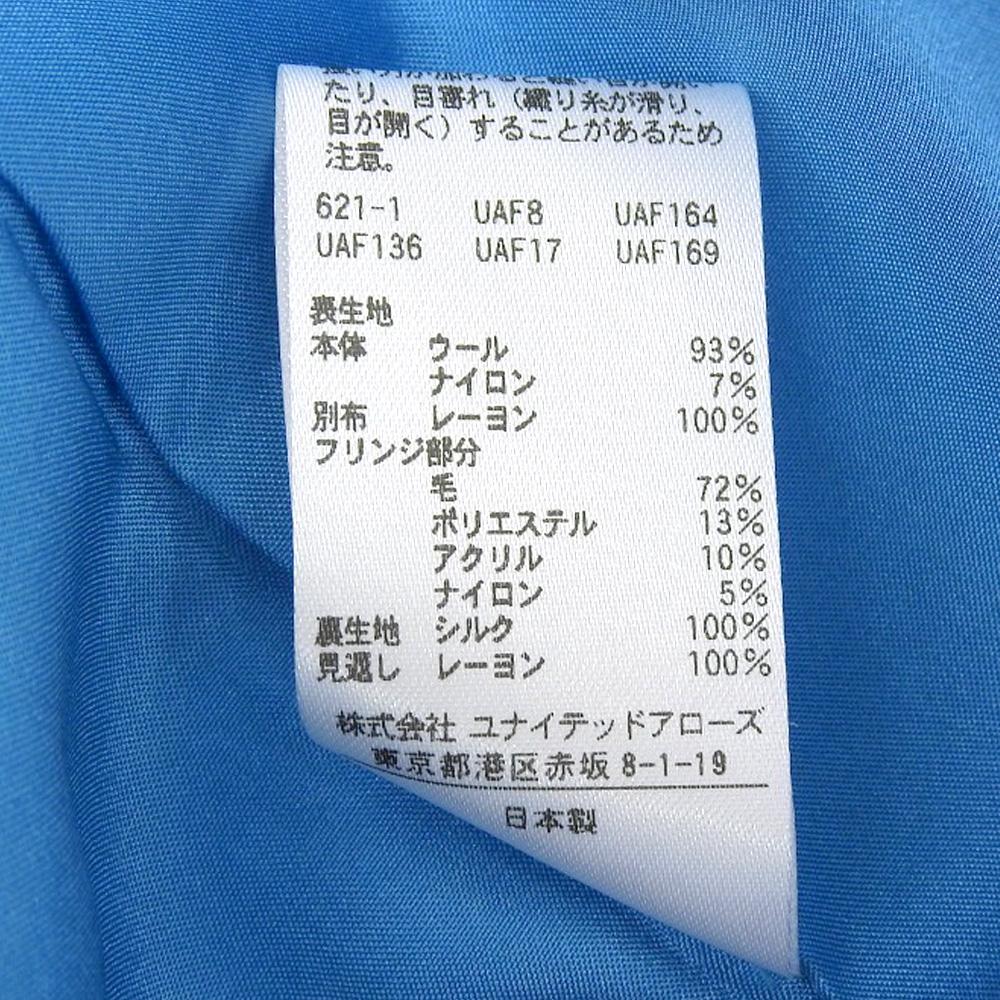 たり、目寄れ（織り糸が滑り、
目が開く）することがあるため
注意。
621-1 UAF8 UAF164
UAF136 UAF17 UAF169
表生地
本体 ウール 93%
ナイロン 7%
別布 レーヨン 100%
フリンジ部分
毛 72%
ポリエステル 13%
アクリル 10%
ナイロン 5%
裏生地 シルク 100%
見返し レーヨン 100%
株式会社 ユナイテッドアローズ
東京都港区赤坂 8-1-19
日本製